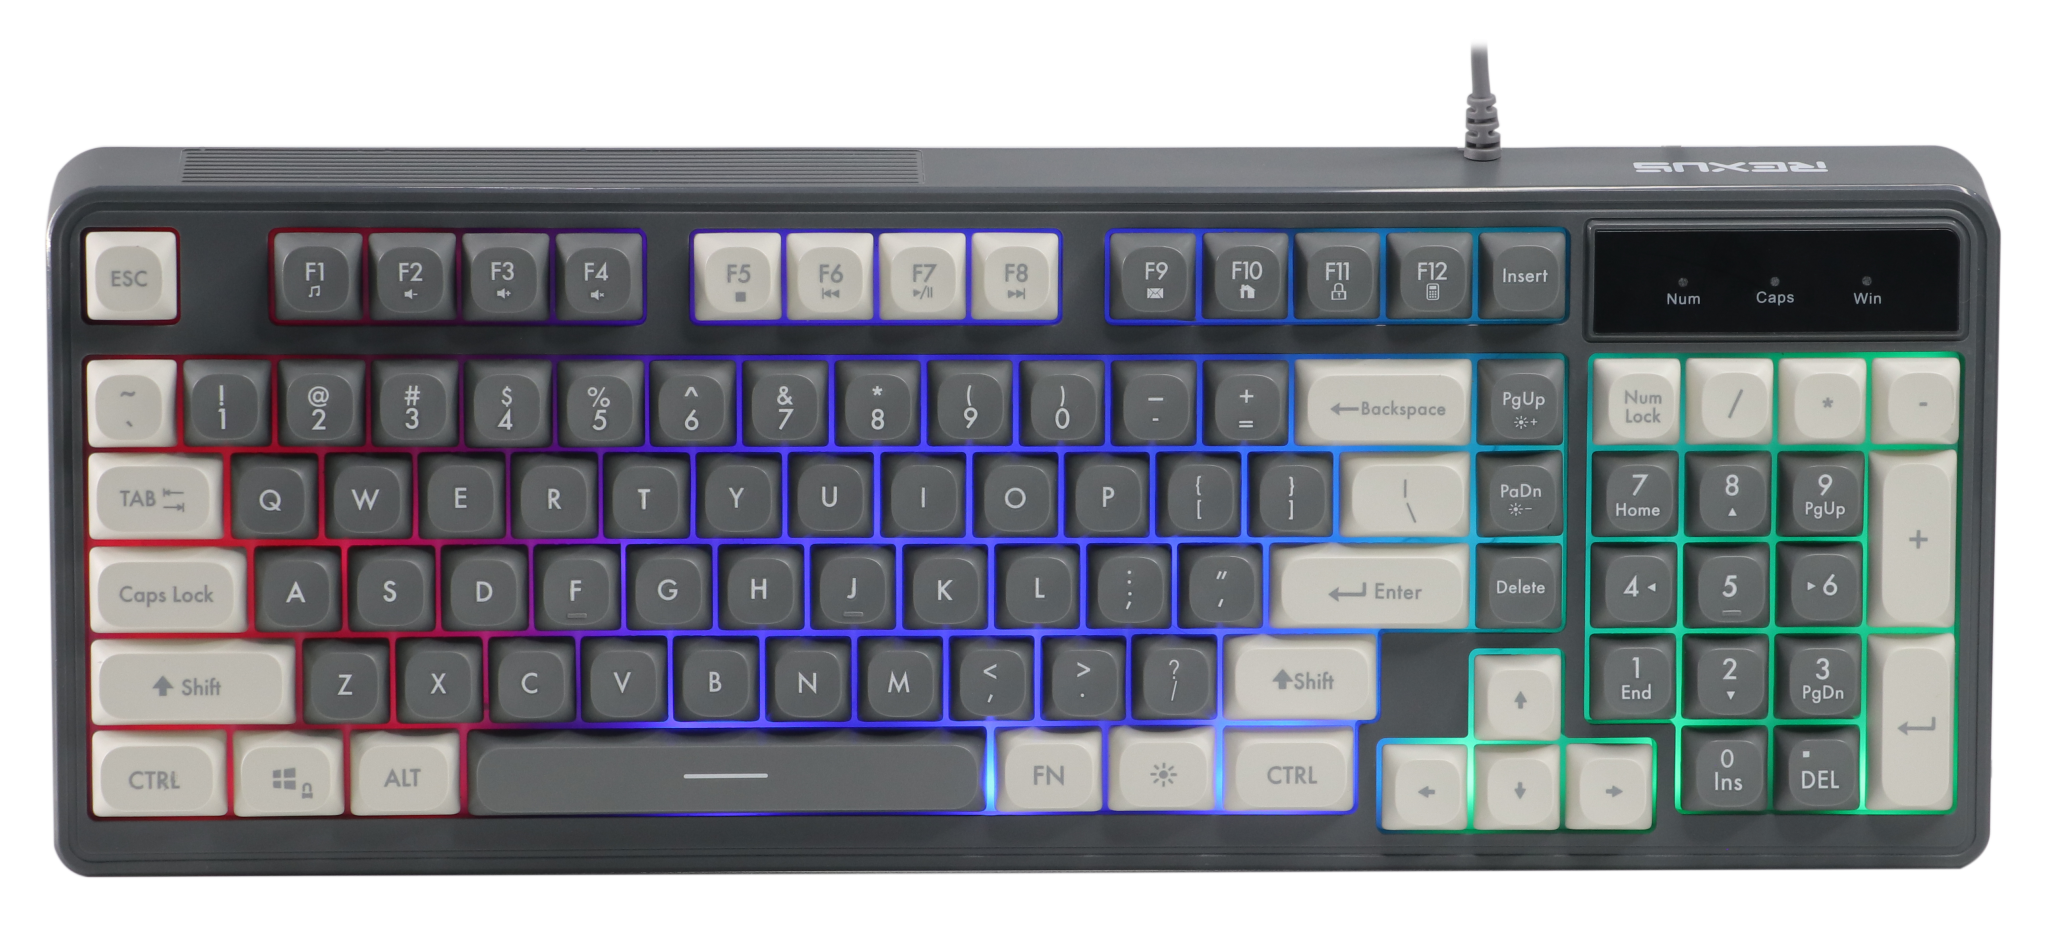 REXUS
ESC F1 F2 F3 F4 F5 F6 F7 F8 F9 F10 F11 F12 Insert
Num Caps Win
~ ! @ # $ % ^ & * ( ) — +
` 1 2 3 4 5 6 7 8 9 0 - = ←Backspace PgUp
Num Lock / * -
TAB Q W E R T Y U I O P { [ } ] | \ PaDn
7 Home 8 ▲ 9 PgUp +
Caps Lock A S D F G H J K L : ; " ' Enter Delete
4 ◂ 5 ▸ 6
Shift Z X C V B N M < , > . ? / Shift ↑
1 End 2 ▼ 3 PgDn
CTRL ALT FN CTRL ← ↓ →
0 Ins . DEL